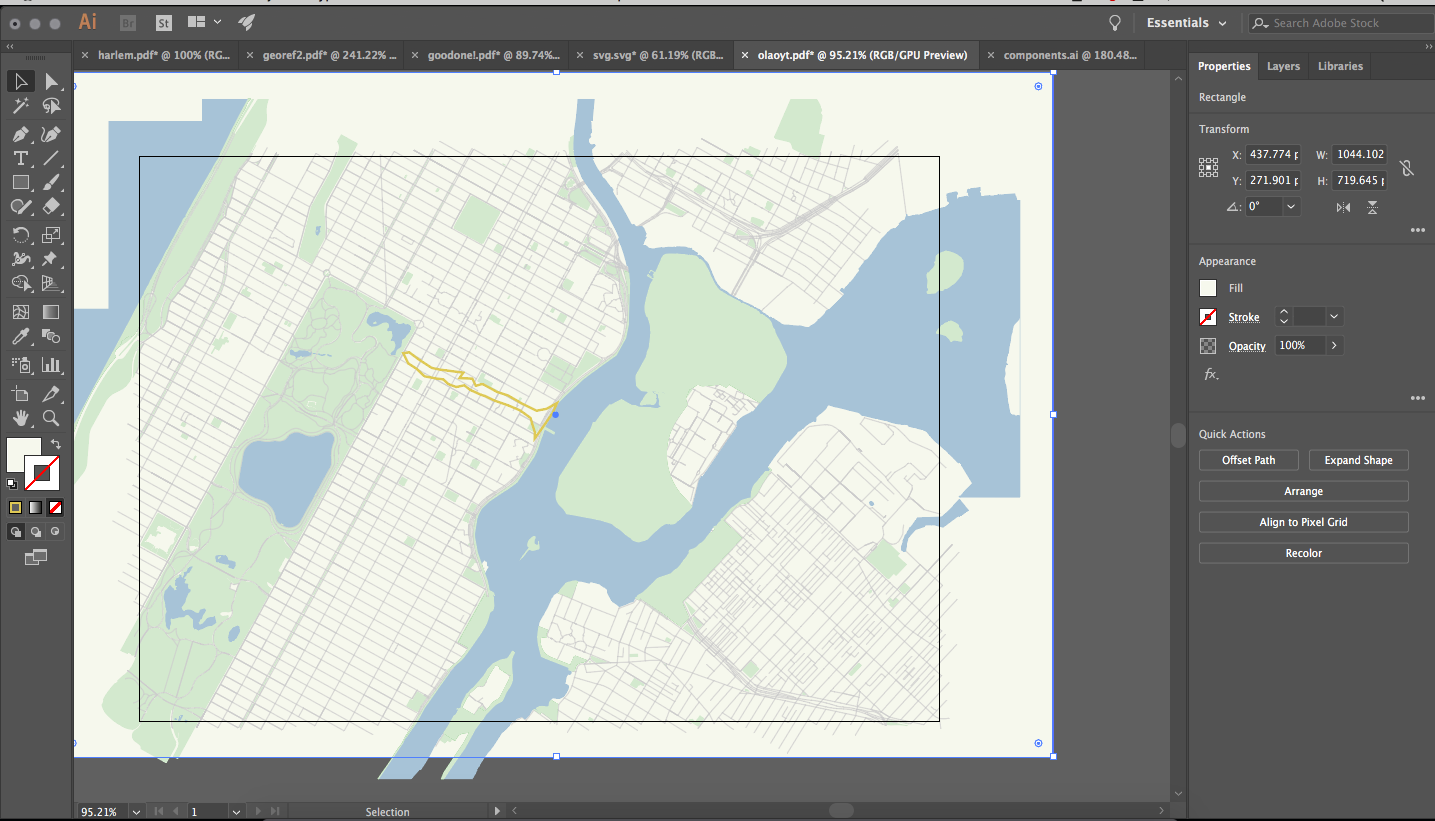 Ai Br St Essentials Search Adobe Stock
× harlem.pdf* @ 100% (RG... × georef2.pdf* @ 241.22% ... × goodone!.pdf* @ 89.74%... × svg.svg* @ 61.19% (RGB... × olaoyt.pdf* @ 95.21% (RGB/GPU Preview) × components.ai @ 180.48...
Properties Layers Libraries
Rectangle
Transform
X: 437.774 p W: 1044.102
Y: 271.901 p H: 719.645 p
0°
Appearance
Fill
Stroke
Opacity 100%
fx.
Quick Actions
Offset Path Expand Shape
Arrange
Align to Pixel Grid
Recolor
95.21% 1 Selection